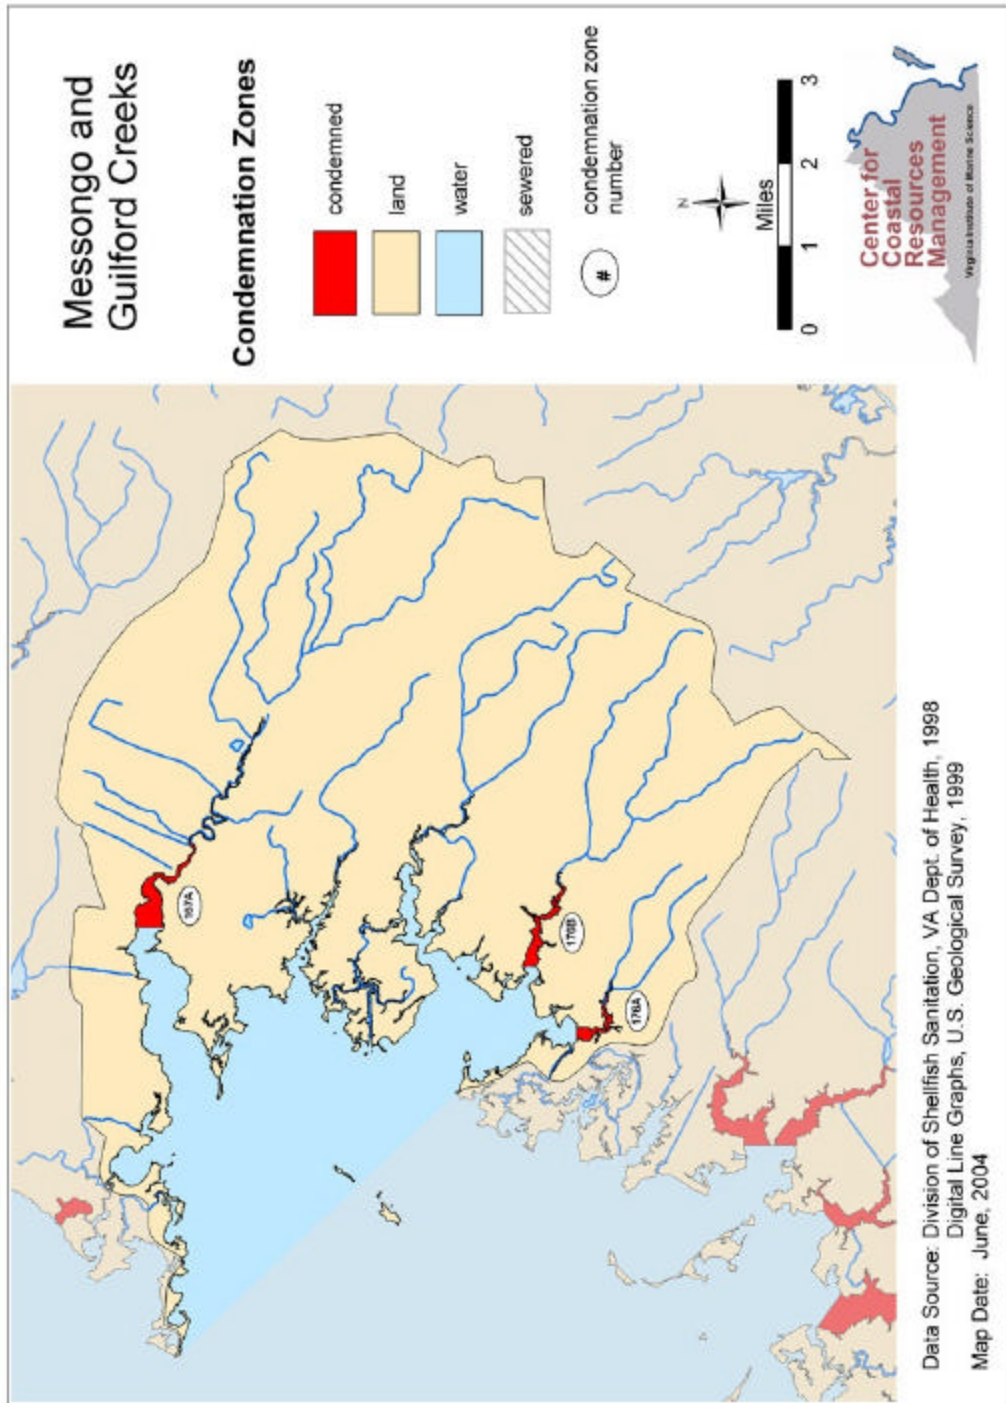 Messongo and
Guilford Creeks
Condemnation Zones
condemned
land
water
sewered
#
condemnation zone
number
N
Miles
0 1 2 3
Center for
Coastal
Resources
Management
Virginia Institute of Marine Science
167A
176B
176A
Data Source: Division of Shellfish Sanitation, VA Dept. of Health, 1998
Digital Line Graphs, U.S. Geological Survey, 1999
Map Date: June, 2004